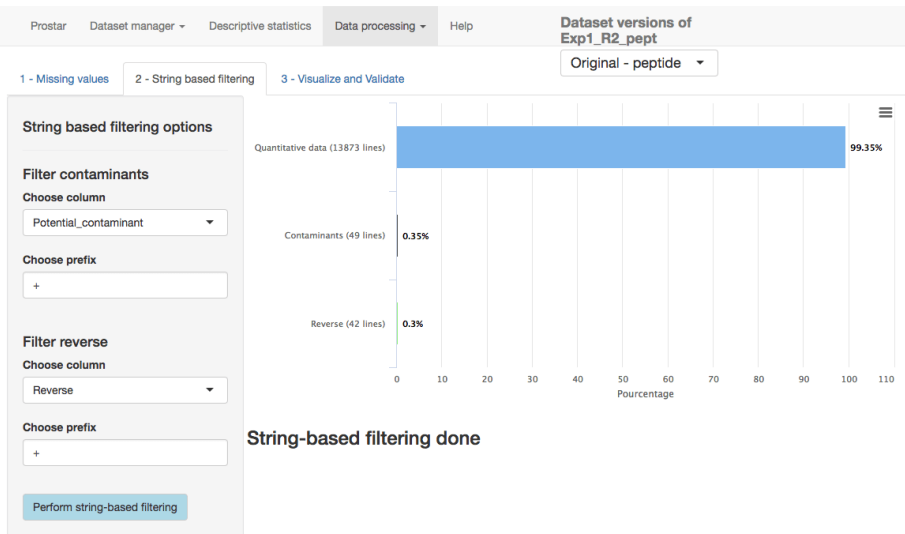 Prostar Dataset manager Descriptive statistics Data processing Help
Dataset versions of
Exp1_R2_pept
Original - peptide
1 - Missing values 2 - String based filtering 3 - Visualize and Validate
String based filtering options
Filter contaminants
Choose column
Potential_contaminant
Choose prefix
+
Filter reverse
Choose column
Reverse
Choose prefix
+
Perform string-based filtering
Quantitative data (13873 lines) 99.35%
Contaminants (49 lines) 0.35%
Reverse (42 lines) 0.3%
0 10 20 30 40 50 60 70 80 90 100 110
Pourcentage
String-based filtering done